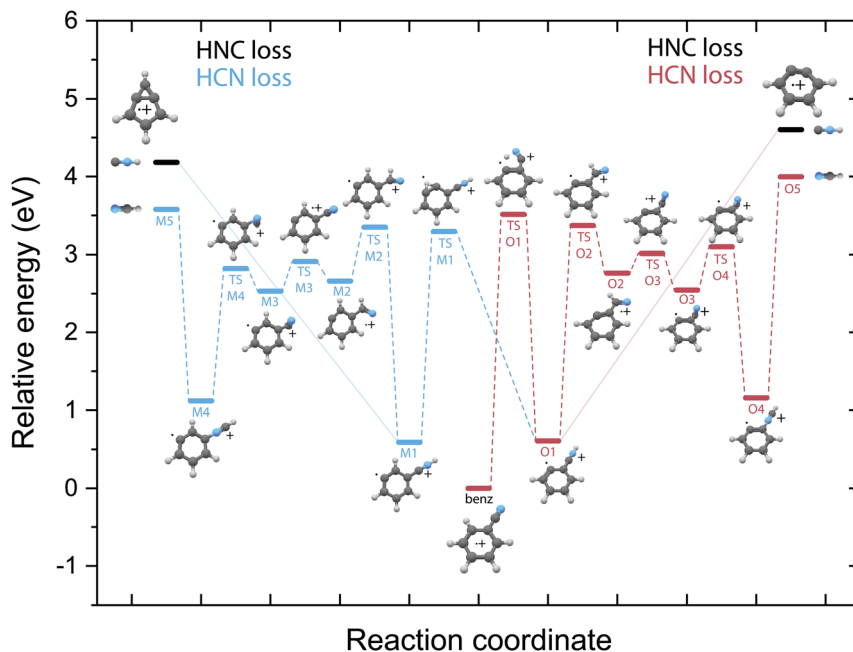 6
5
4
3
2
1
0
-1
Relative energy (eV)
Reaction coordinate
HNC loss
HCN loss
HNC loss
HCN loss
M5
TS
M4
M3
TS
M3
M2
TS
M2
TS
M1
TS
O1
TS
O2
O2
TS
O3
O3
TS
O4
O5
M4
M1
benz
O1
O4
·+
·+
·
+
·+
·
+
·
+
·
+
·
+
·+
·
+
·
+
·
+
·+
·
+
·
+
·+
·
+
·
+
·
+